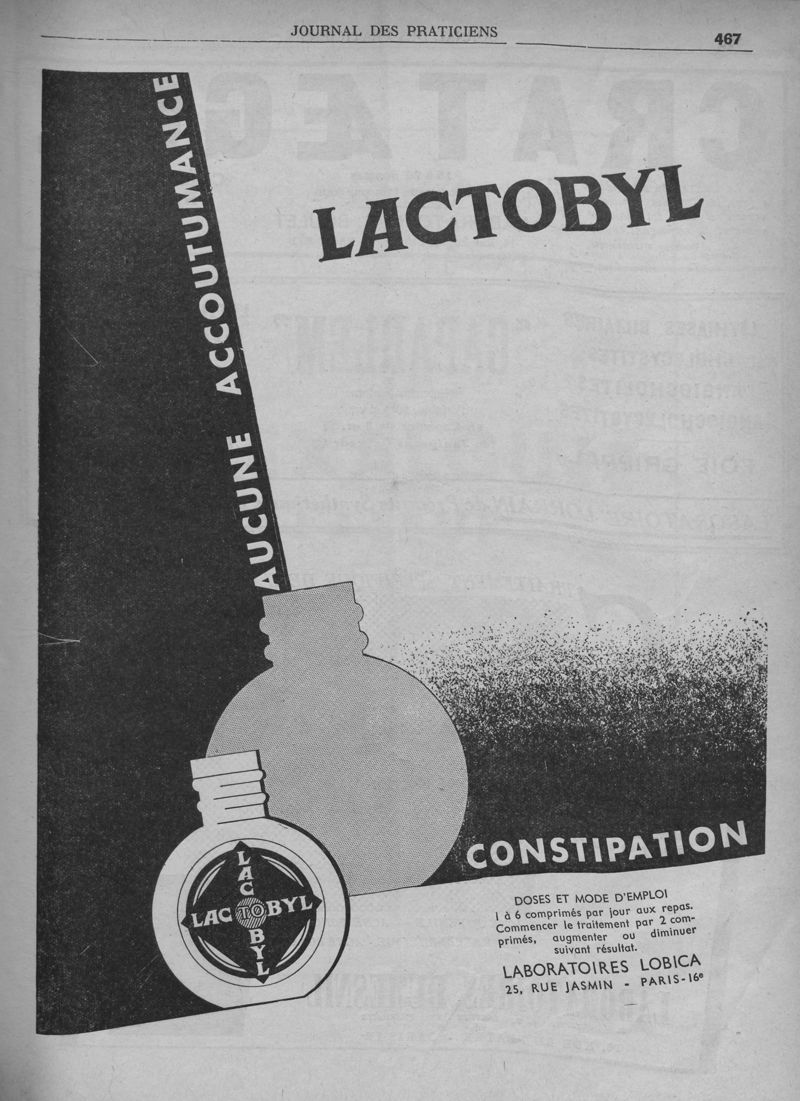 JOURNAL DES PRATICIENS
467
LACTOBYL
AUCUNE ACCOUTUMANCE
CONSTIPATION
LACTOBYL
LACTOBYL
DOSES ET MODE D'EMPLOI
1 à 6 comprimés par jour aux repas.
Commencer le traitement par 2 com-
primés, augmenter ou diminuer
suivant résultat.
LABORATOIRES LOBICA
25, RUE JASMIN - PARIS-16e